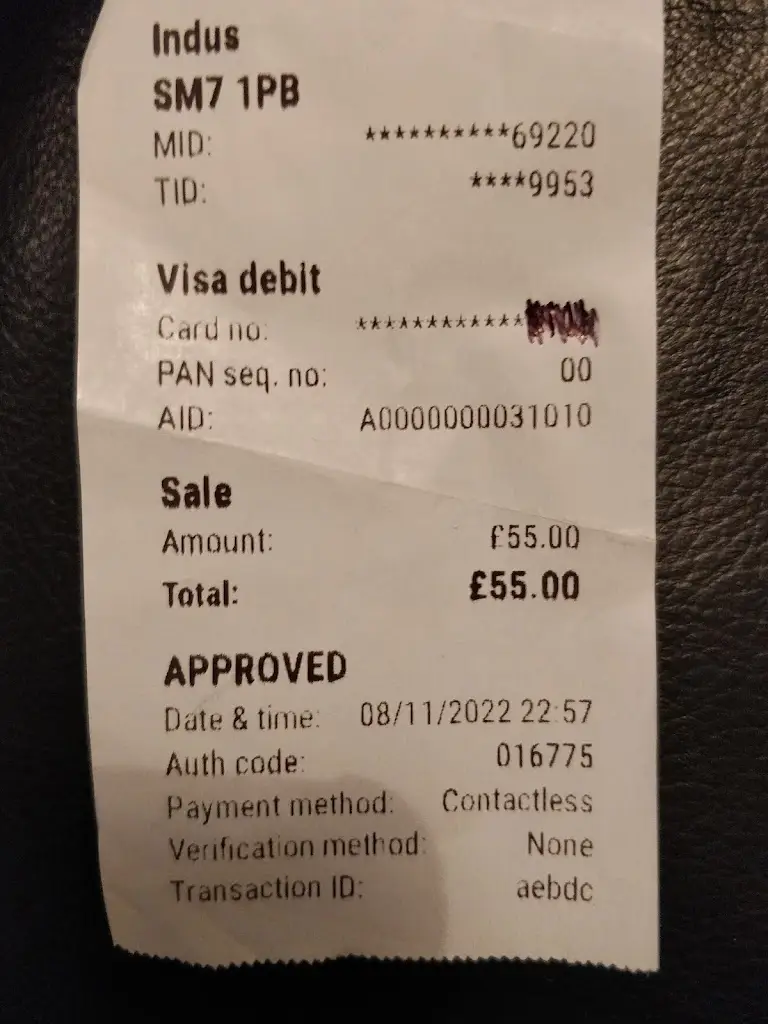 Indus
SM7 1PB
MID: **********69220
TID: ****9953
Visa debit
Card no: ************
PAN seq. no: 00
AID: A0000000031010
Sale
Amount: £55.00
Total: £55.00
APPROVED
Date & time: 08/11/2022 22:57
Auth code: 016775
Payment method: Contactless
Verification method: None
Transaction ID: aebdc